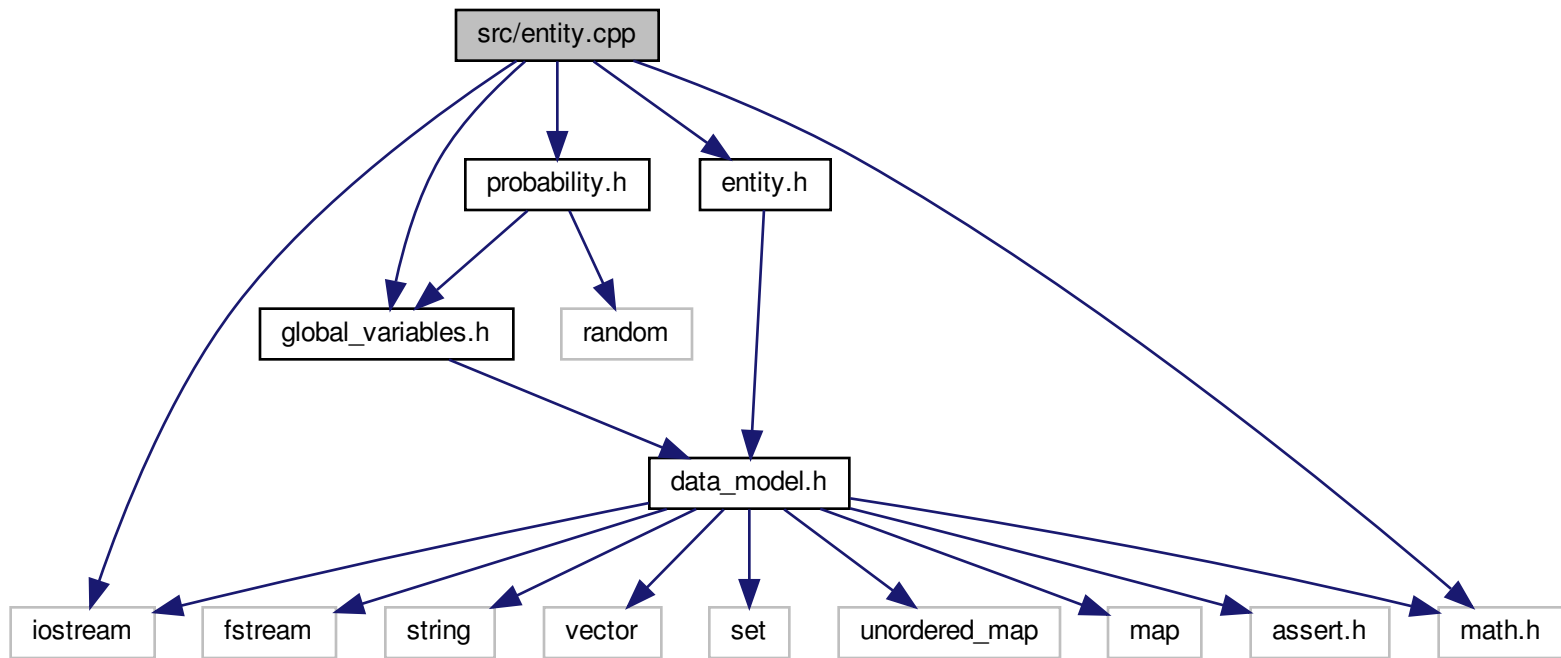 src/entity.cpp
probability.h
entity.h
global_variables.h
random
data_model.h
iostream
fstream
string
vector
set
unordered_map
map
assert.h
math.h